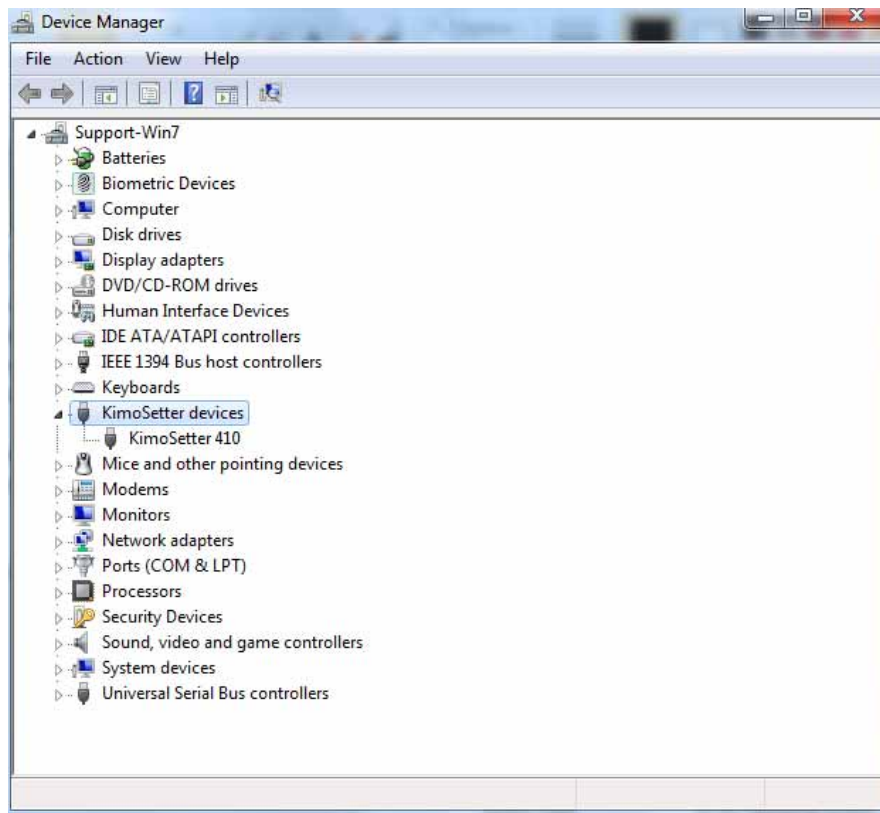 Device Manager
File Action View Help
Support-Win7
Batteries
Biometric Devices
Computer
Disk drives
Display adapters
DVD/CD-ROM drives
Human Interface Devices
IDE ATA/ATAPI controllers
IEEE 1394 Bus host controllers
Keyboards
KimoSetter devices
KimoSetter 410
Mice and other pointing devices
Modems
Monitors
Network adapters
Ports (COM & LPT)
Processors
Security Devices
Sound, video and game controllers
System devices
Universal Serial Bus controllers